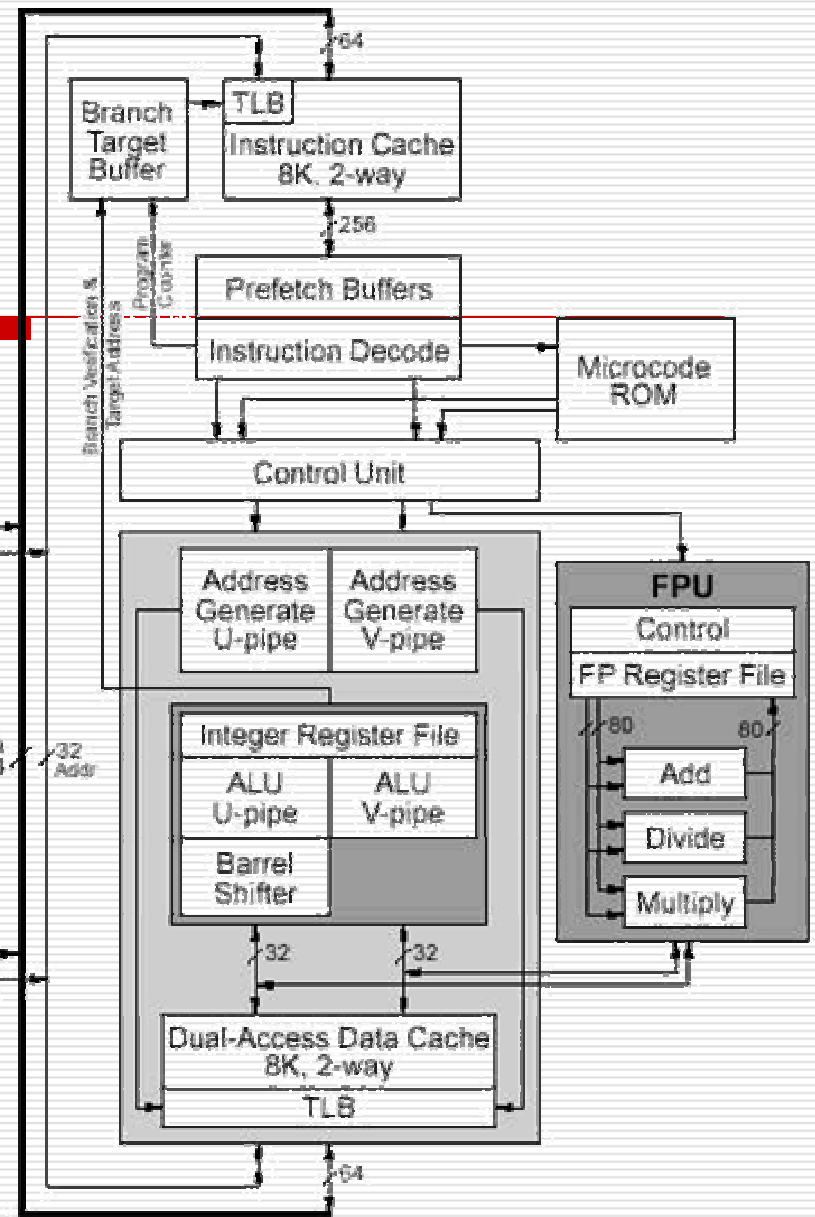 64
Branch
Target
Buffer
TLB
Instruction Cache
8K, 2-way
256
Program
Counter
Branch Verification &
Target Address
Prefetch Buffers
Instruction Decode
Microcode
ROM
Control Unit
Address
Generate
U-pipe
Address
Generate
V-pipe
FPU
Control
FP Register File
80
80
Add
Divide
Multiply
Integer Register File
ALU
U-pipe
ALU
V-pipe
Barrel
Shifter
32
Addr
32
32
Dual-Access Data Cache
8K, 2-way
TLB
64